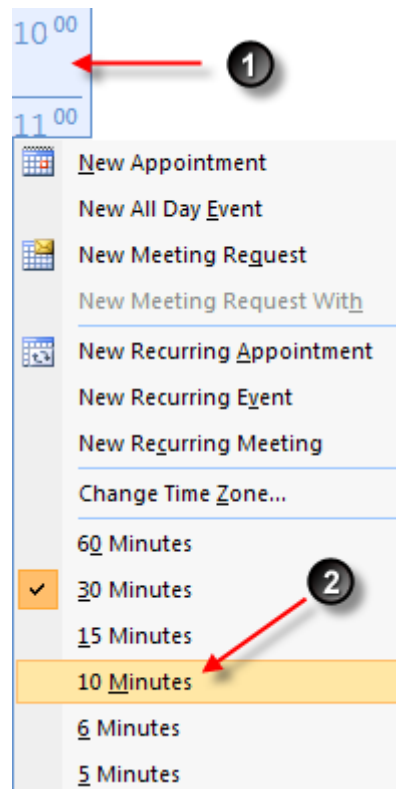 10 00
1
11 00
New Appointment
New All Day Event
New Meeting Request
New Meeting Request With
New Recurring Appointment
New Recurring Event
New Recurring Meeting
Change Time Zone...
60 Minutes
30 Minutes
2
15 Minutes
10 Minutes
6 Minutes
5 Minutes